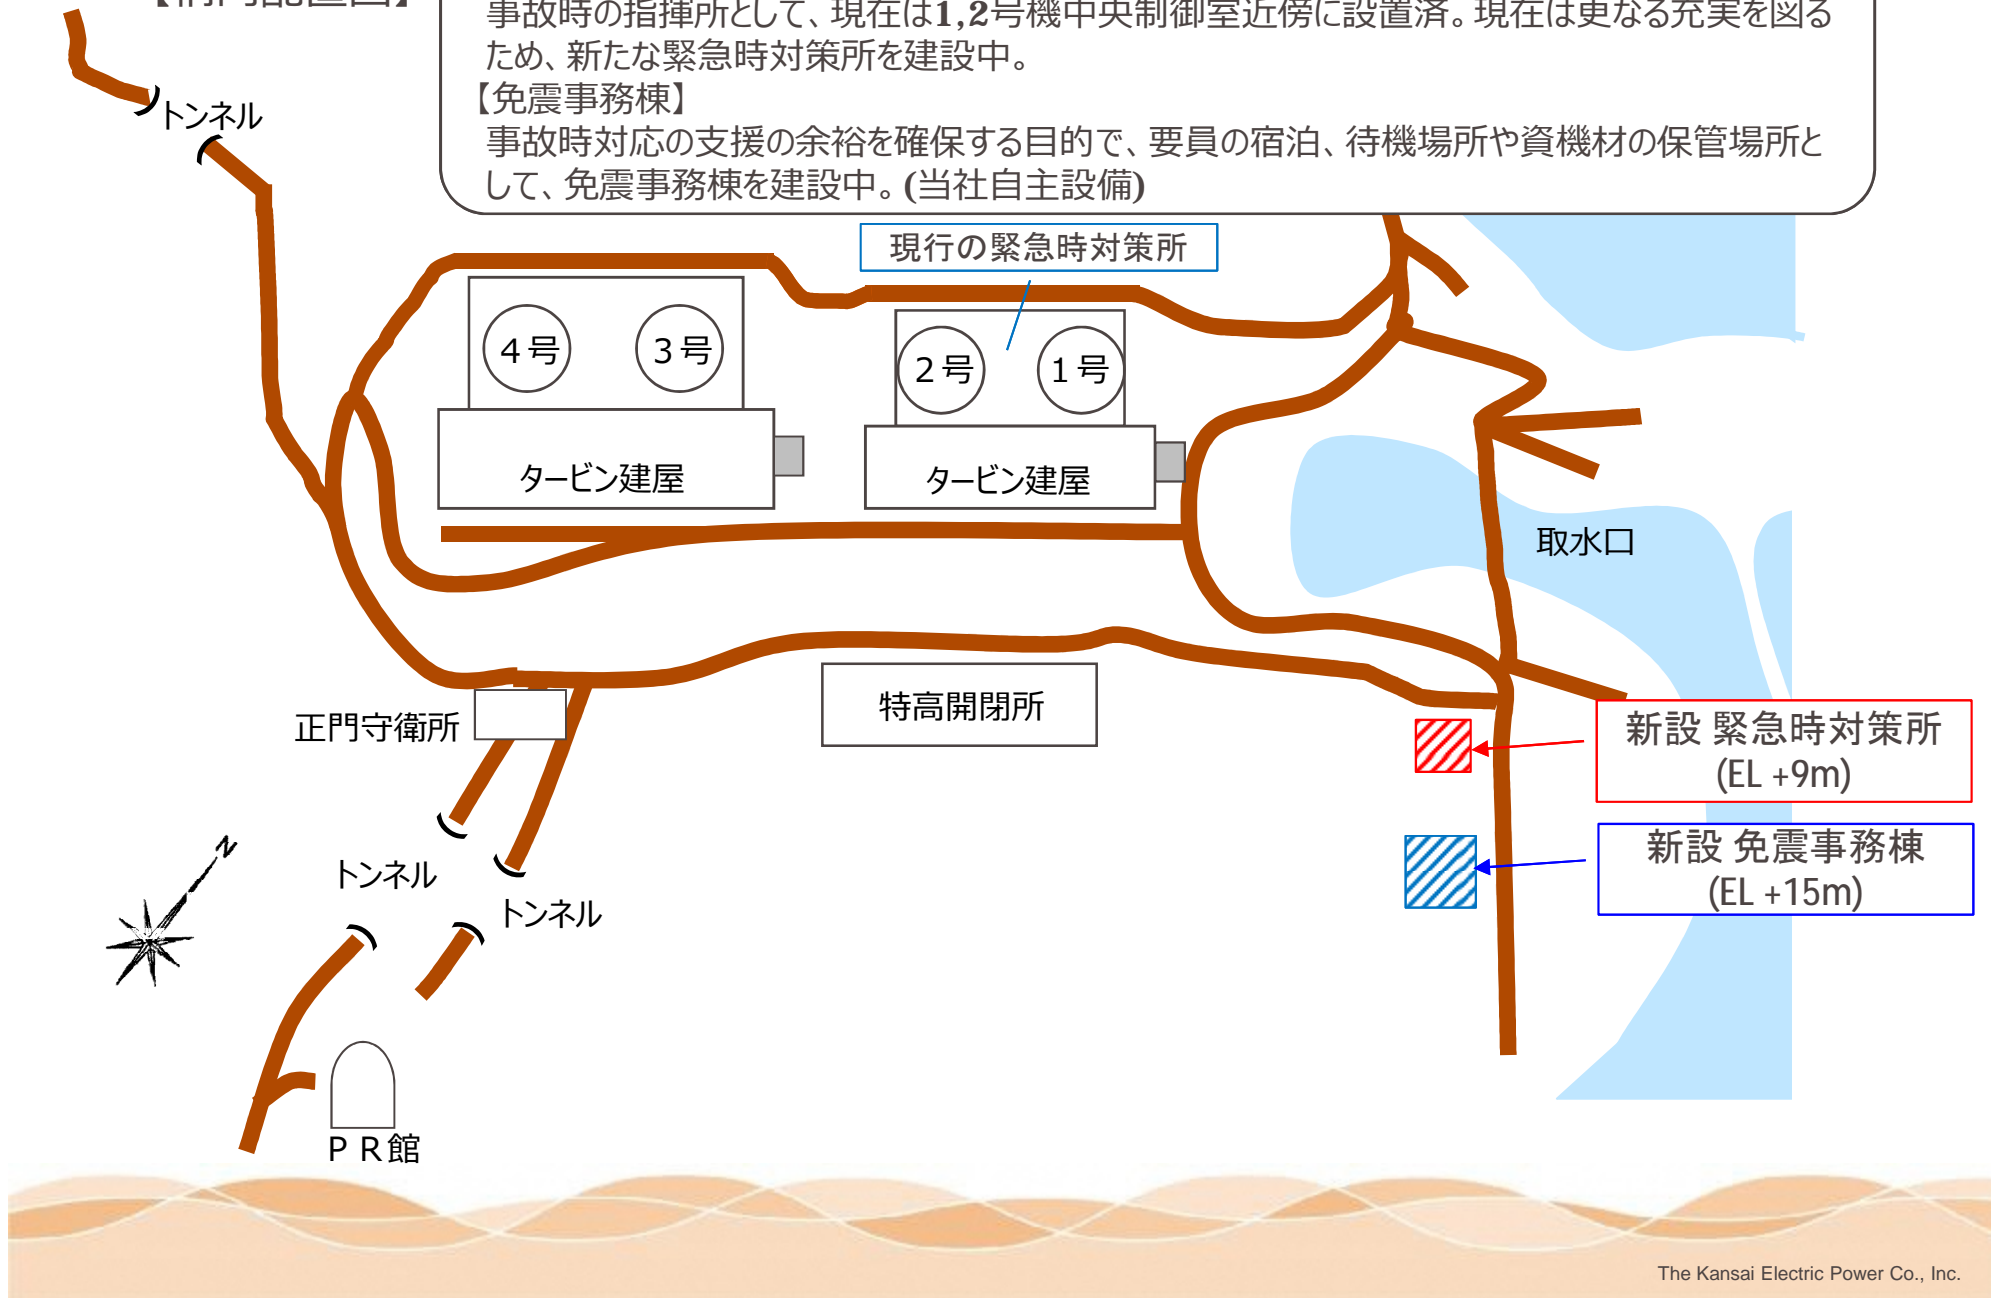 【構内配置図】
事故時の指揮所として、現在は1,2号機中央制御室近傍に設置済。現在は更なる充実を図る
ため、新たな緊急時対策所を建設中。
【免震事務棟】
事故時対応の支援の余裕を確保する目的で、要員の宿泊、待機場所や資機材の保管場所と
して、免震事務棟を建設中。(当社自主設備)
トンネル
現行の緊急時対策所
４号
３号
２号
１号
タービン建屋
タービン建屋
取水口
特高開閉所
正門守衛所
新設 緊急時対策所
(EL +9m)
新設 免震事務棟
(EL +15m)
N
トンネル
トンネル
ＰＲ館
The Kansai Electric Power Co., Inc.